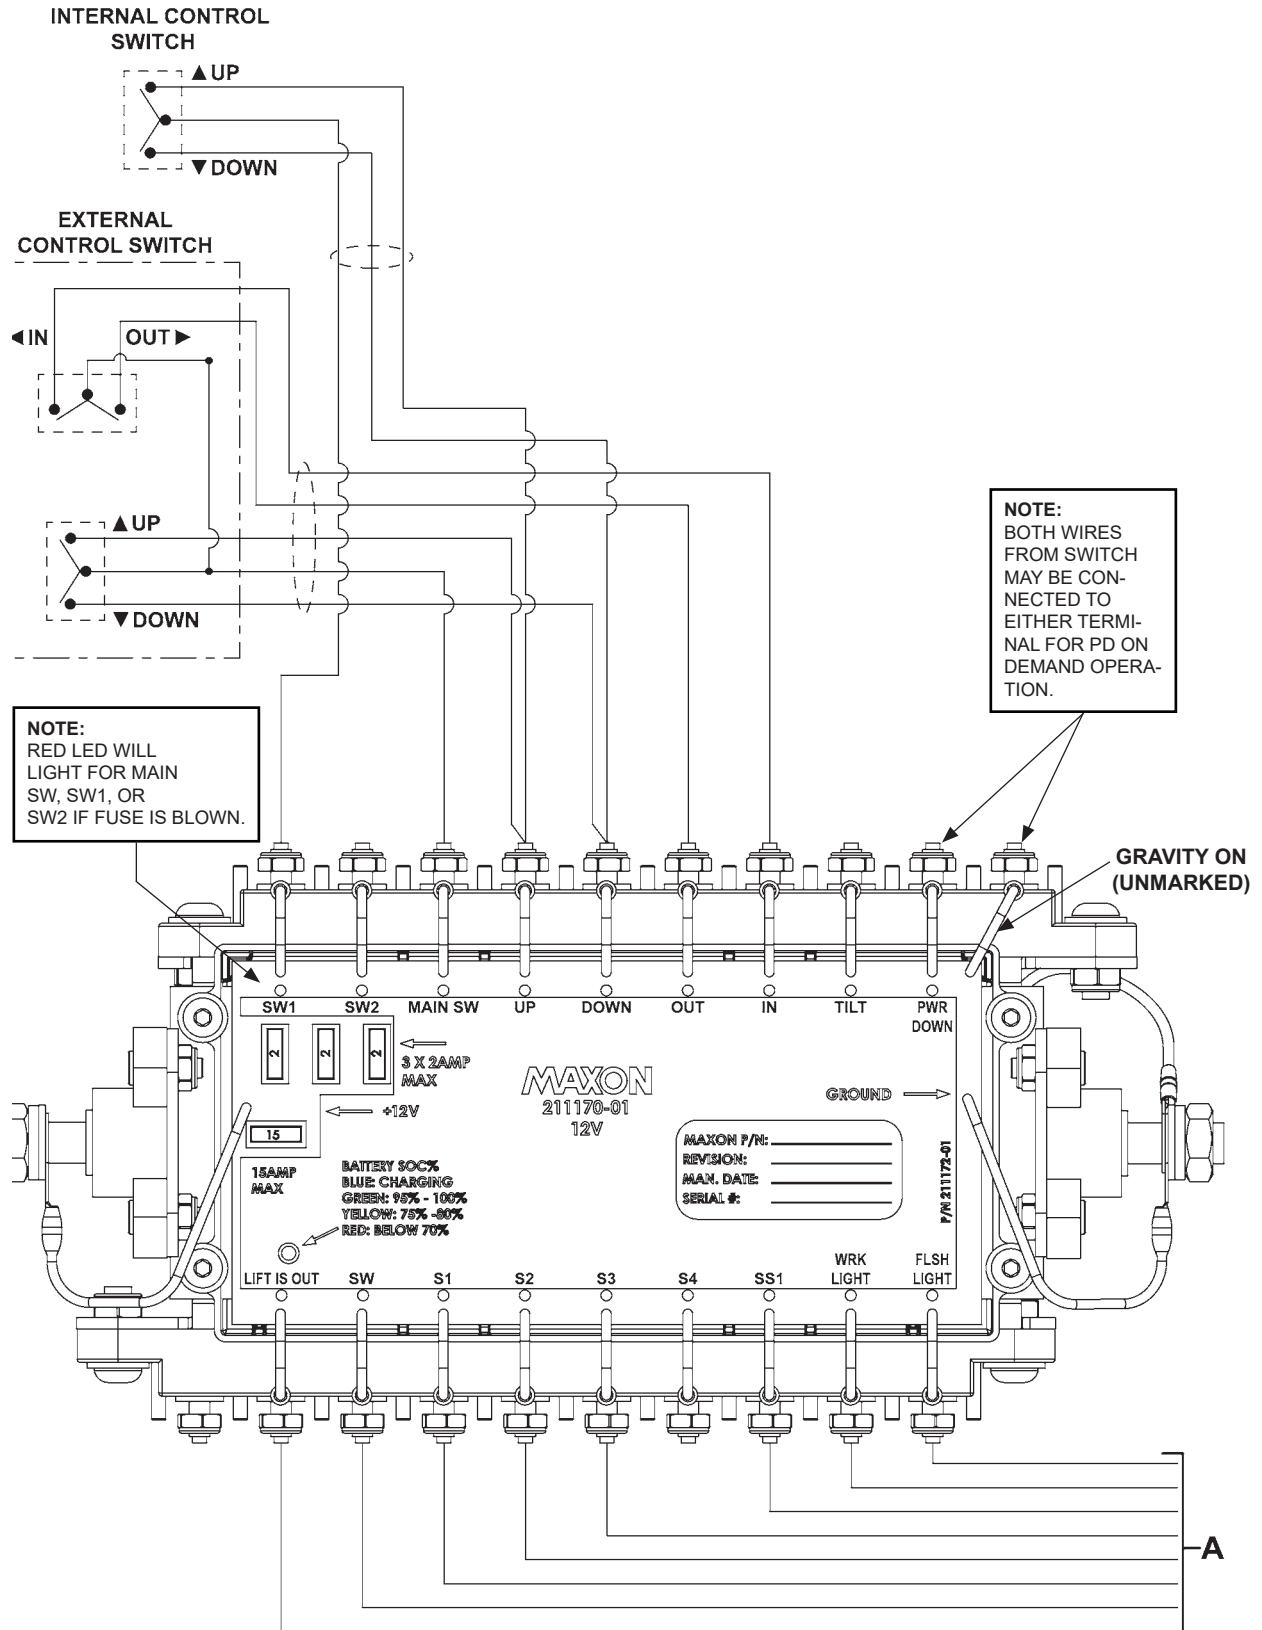 INTERNAL CONTROL
SWITCH
▲UP
▼DOWN
EXTERNAL
CONTROL SWITCH
◀IN
OUT▶
▲UP
▼DOWN
NOTE:
BOTH WIRES
FROM SWITCH
MAY BE CON-
NECTED TO
EITHER TERMI-
NAL FOR PD ON
DEMAND OPERA-
TION.
NOTE:
RED LED WILL
LIGHT FOR MAIN
SW, SW1, OR
SW2 IF FUSE IS BLOWN.
GRAVITY ON
(UNMARKED)
SW1
SW2
MAIN SW
UP
DOWN
OUT
IN
TILT
PWR
DOWN
2
2
2
3 X 2AMP
MAX
+12V
15
15AMP
MAX
MAXON
211170-01
12V
GROUND
MAXON P/N:
REVISION:
MAN. DATE:
SERIAL #:
P/N 211172-01
BATTERY SOC%
BLUE: CHARGING
GREEN: 95% - 100%
YELLOW: 75% -80%
RED: BELOW 70%
LIFT IS OUT
SW
S1
S2
S3
S4
SS1
WRK
LIGHT
FLSH
LIGHT
A